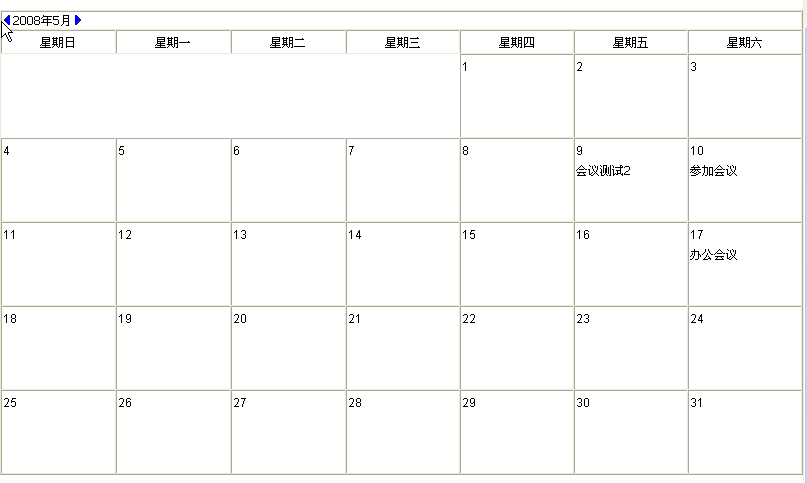 2008年5月
星期日 星期一 星期二 星期三 星期四 星期五 星期六
1 2 3
4 5 6 7 8 9 10
会议测试2 参加会议
11 12 13 14 15 16 17
办公会议
18 19 20 21 22 23 24
25 26 27 28 29 30 31